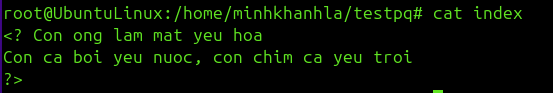 root@UbuntuLinux:/home/minhkhanhla/testpq# cat index
<? Con ong lam mat yeu hoa
Con ca boi yeu nuoc, con chim ca yeu troi
?>